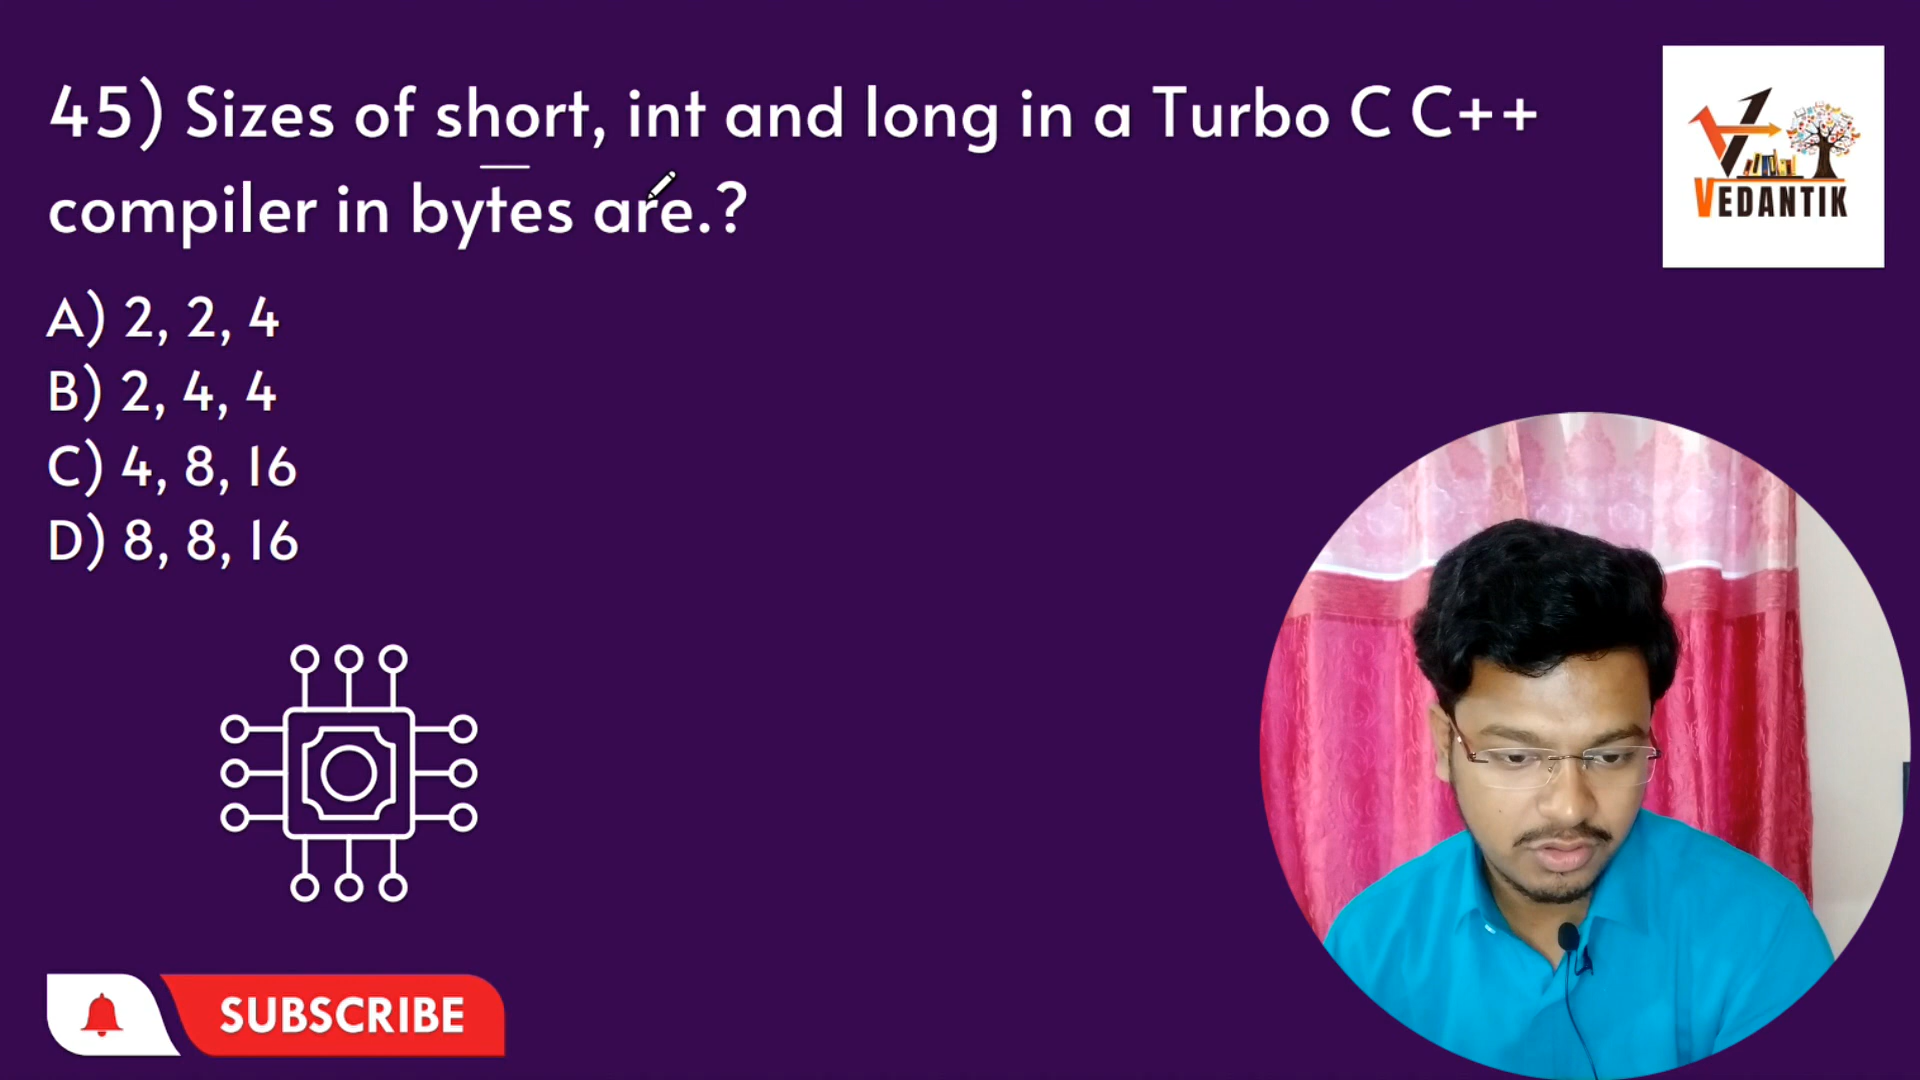 45) Sizes of short, int and long in a Turbo C C++
compiler in bytes are.?
A) 2, 2, 4
B) 2, 4, 4
C) 4, 8, 16
D) 8, 8, 16
VEDANTIK
SUBSCRIBE